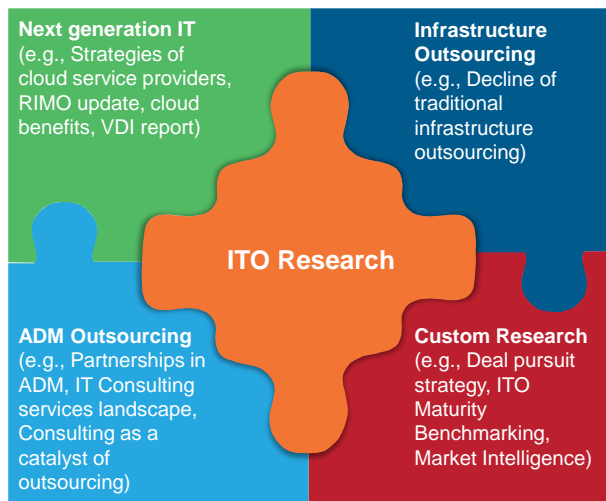 Next generation IT
(e.g., Strategies of
cloud service providers,
RIMO update, cloud
benefits, VDI report)
Infrastructure
Outsourcing
(e.g., Decline of
traditional
infrastructure
outsourcing)
ITO Research
ADM Outsourcing
(e.g., Partnerships in
ADM, IT Consulting
services landscape,
Consulting as a
catalyst of
outsourcing)
Custom Research
(e.g., Deal pursuit
strategy, ITO
Maturity
Benchmarking,
Market Intelligence)